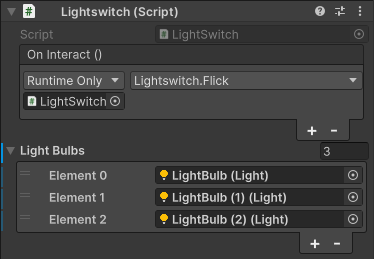 Lightswitch (Script)
Script
LightSwitch
On Interact ()
Runtime Only
Lightswitch.Flick
LightSwitch
Light Bulbs
3
Element 0
LightBulb (Light)
Element 1
LightBulb (1) (Light)
Element 2
LightBulb (2) (Light)